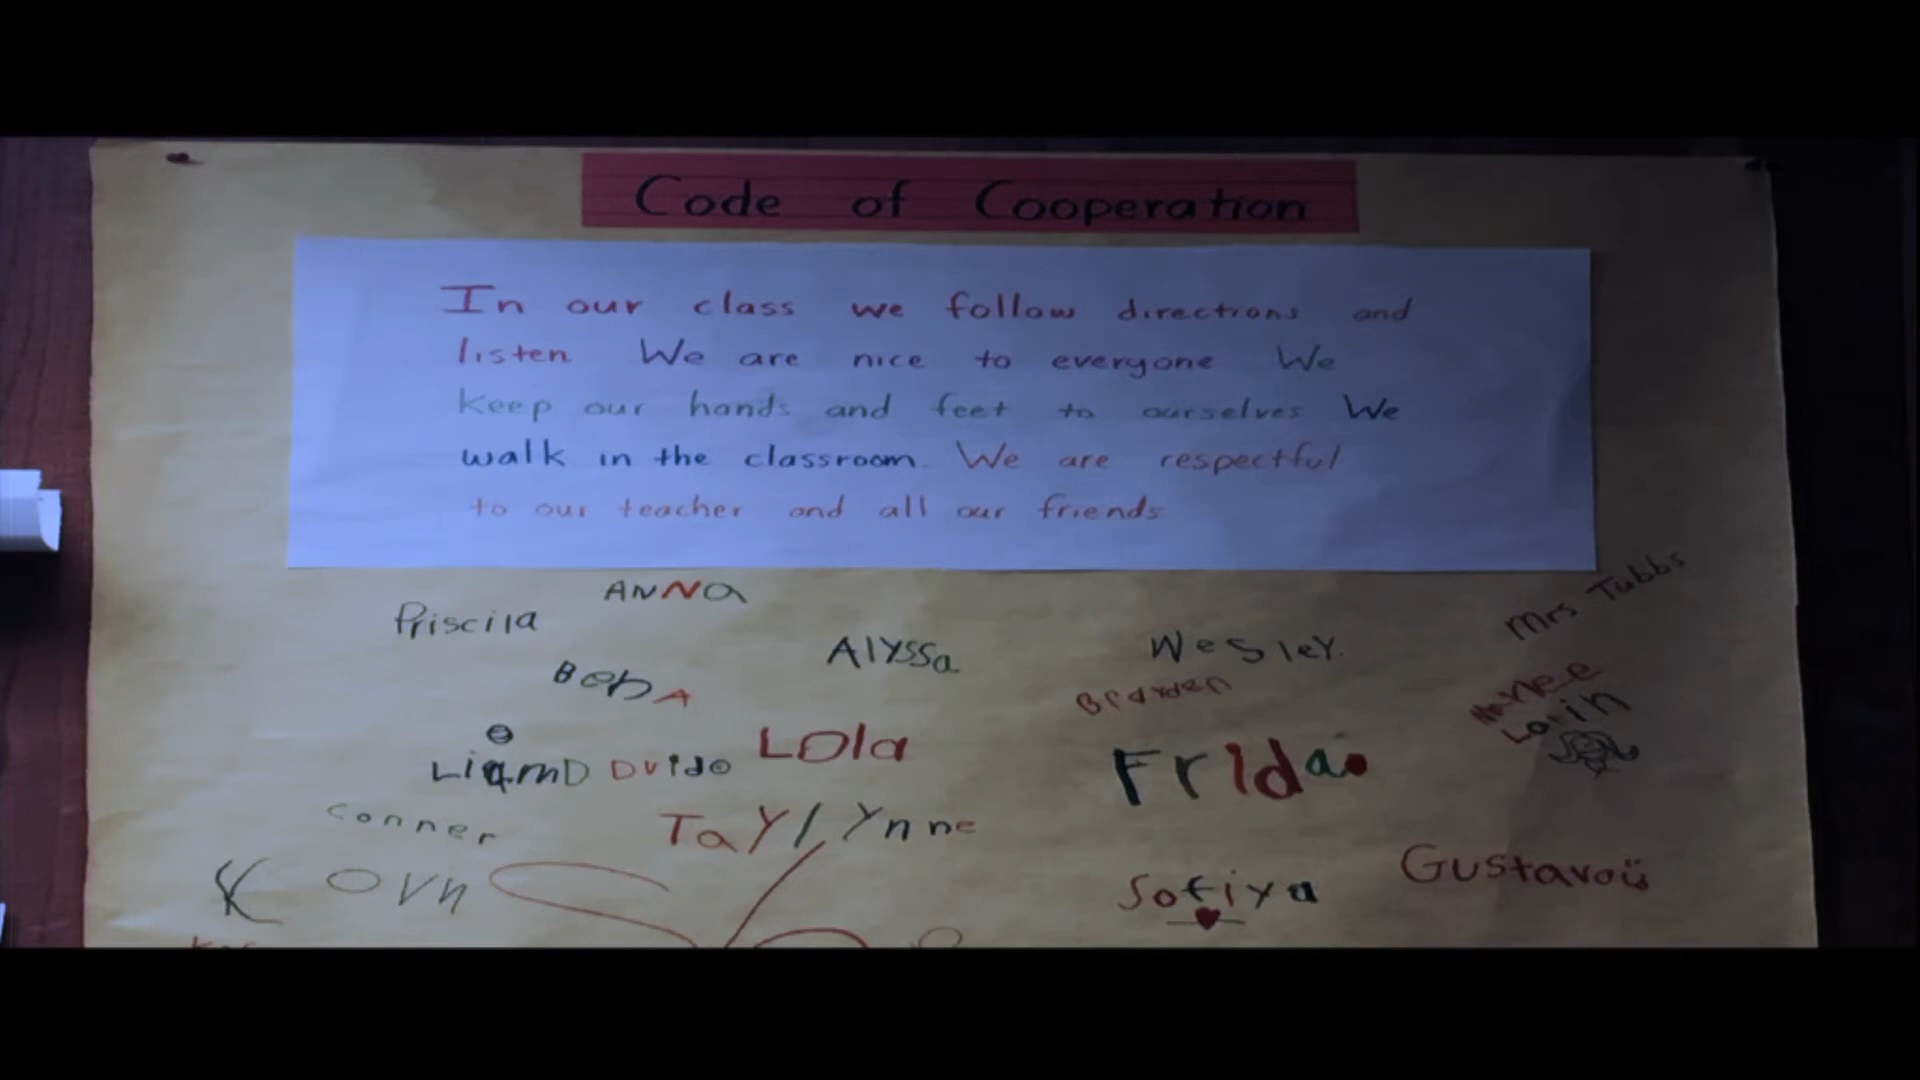 Code of Cooperation
In our class we follow directions and
listen We are nice to everyone We
keep our hands and feet to ourselves We
walk in the classroom. We are respectful
to our teacher and all our friends
ANNA
Priscila
Mrs Tubbs
Alyssa
Wesley.
Brayden
Lola
Frida
Conner
Taylynne
Sofiya
Gustavo